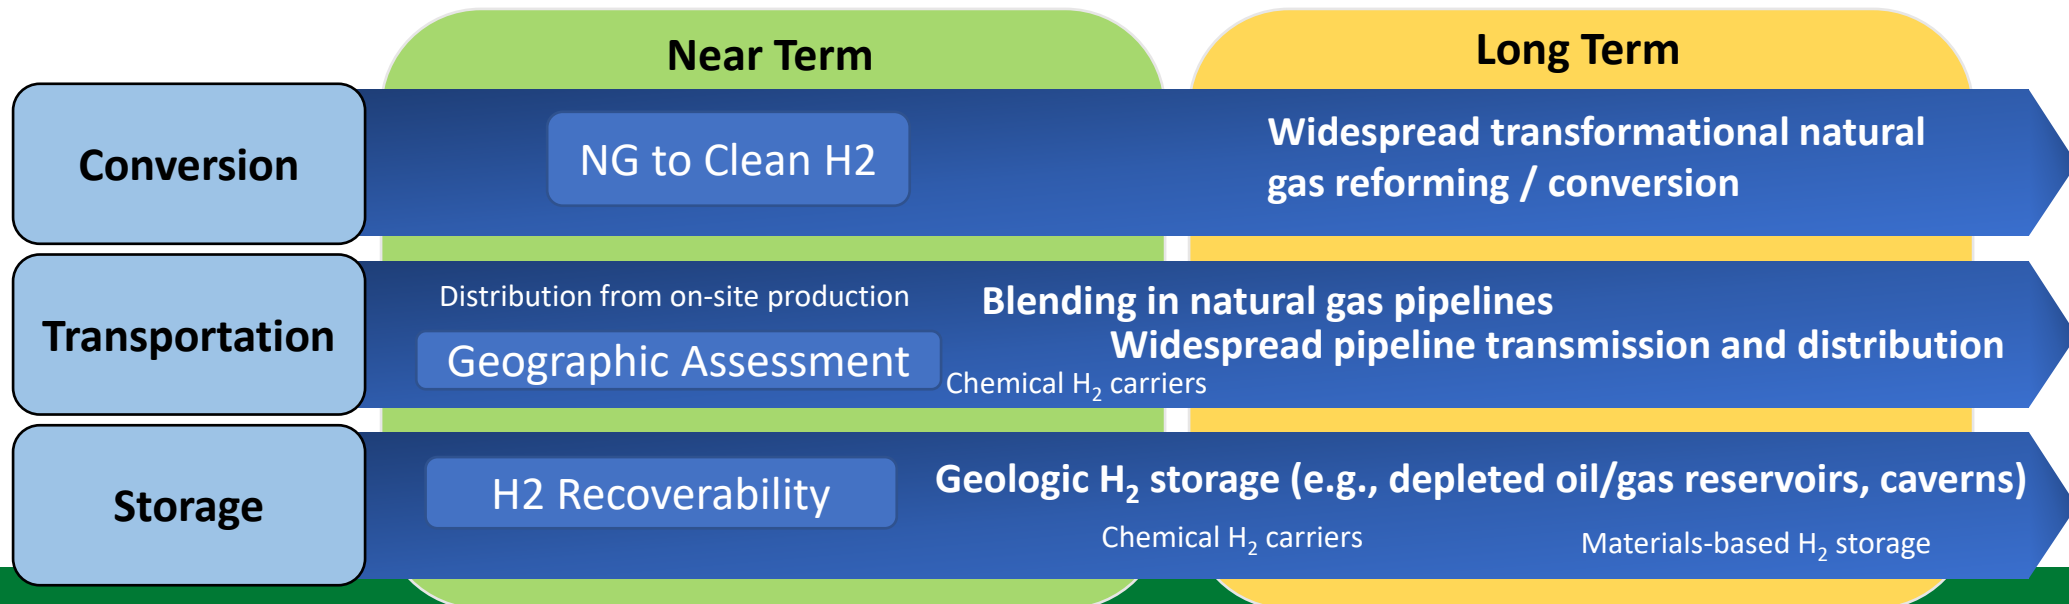 Near Term
Long Term
Conversion
NG to Clean H2
Widespread transformational natural
gas reforming / conversion
Transportation
Distribution from on-site production
Geographic Assessment
Blending in natural gas pipelines
Widespread pipeline transmission and distribution
Chemical H₂ carriers
Storage
H2 Recoverability
Geologic H₂ storage (e.g., depleted oil/gas reservoirs, caverns)
Chemical H₂ carriers
Materials-based H₂ storage